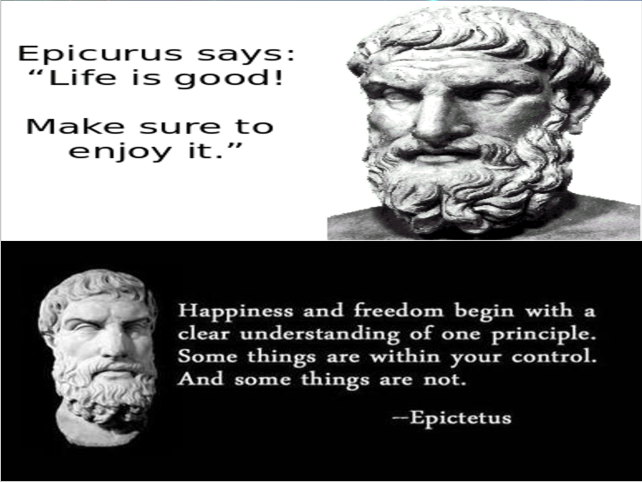 Epicurus says:
“Life is good!
Make sure to
enjoy it.”
Happiness and freedom begin with a
clear understanding of one principle.
Some things are within your control.
And some things are not.
--Epictetus